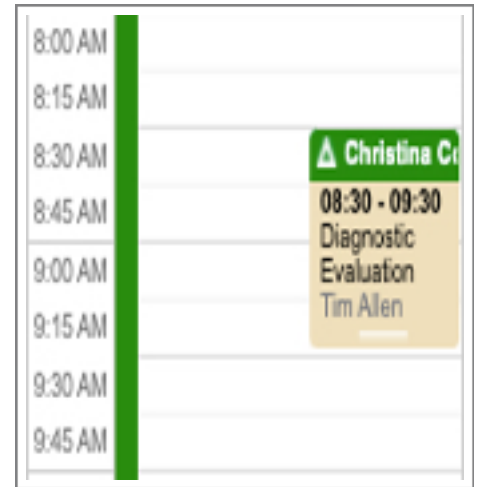 8:00 AM
8:15 AM
8:30 AM
8:45 AM
9:00 AM
9:15 AM
9:30 AM
9:45 AM
Christina
08:30 - 09:30
Diagnostic
Evaluation
Tim Allen